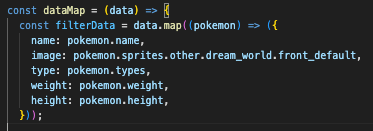 const dataMap = (data) => {
  const filterData = data.map((pokemon) => ({
    name: pokemon.name,
    image: pokemon.sprites.other.dream_world.front_default,
    type: pokemon.types,
    weight: pokemon.weight,
    height: pokemon.height,
  }));